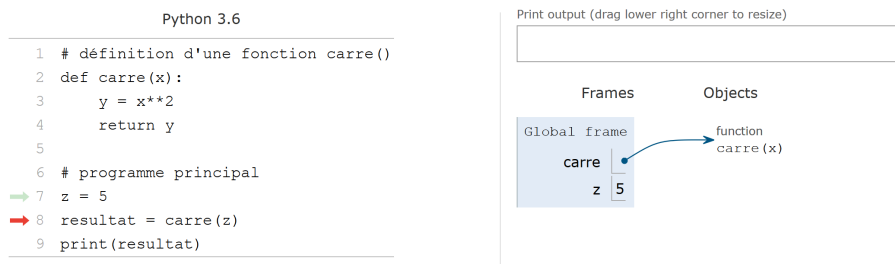 Python 3.6
1 # définition d'une fonction carre()
2 def carre(x):
3     y = x**2
4     return y
5
6 # programme principal
7 z = 5
8 resultat = carre(z)
9 print(resultat)
Print output (drag lower right corner to resize)
Frames Objects
Global frame
carre
z 5
function
carre(x)